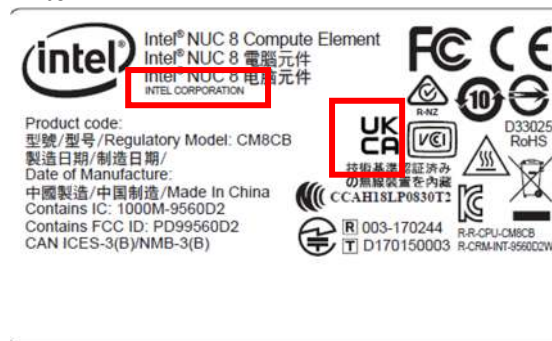 intel®
Intel® NUC 8 Compute Element
Intel® NUC 8 電腦元件
Intel® NUC 8 电脑元件
INTEL CORPORATION
FC CE
R-NZ
10
Product code:
型號/型号/Regulatory Model: CM8CB
製造日期/制造日期/
Date of Manufacture:
中國製造/中国制造/Made In China
Contains IC: 1000M-9560D2
Contains FCC ID: PD99560D2
CAN ICES-3(B)/NMB-3(B)
UK
CA
VCI
D33025
RoHS
技術基準認証済み
の無線装置を内蔵
CCAH18LP0830T2
R 003-170244
T D170150003
R-R-CPU-CM8CB
R-CRM-INT-9560D2W